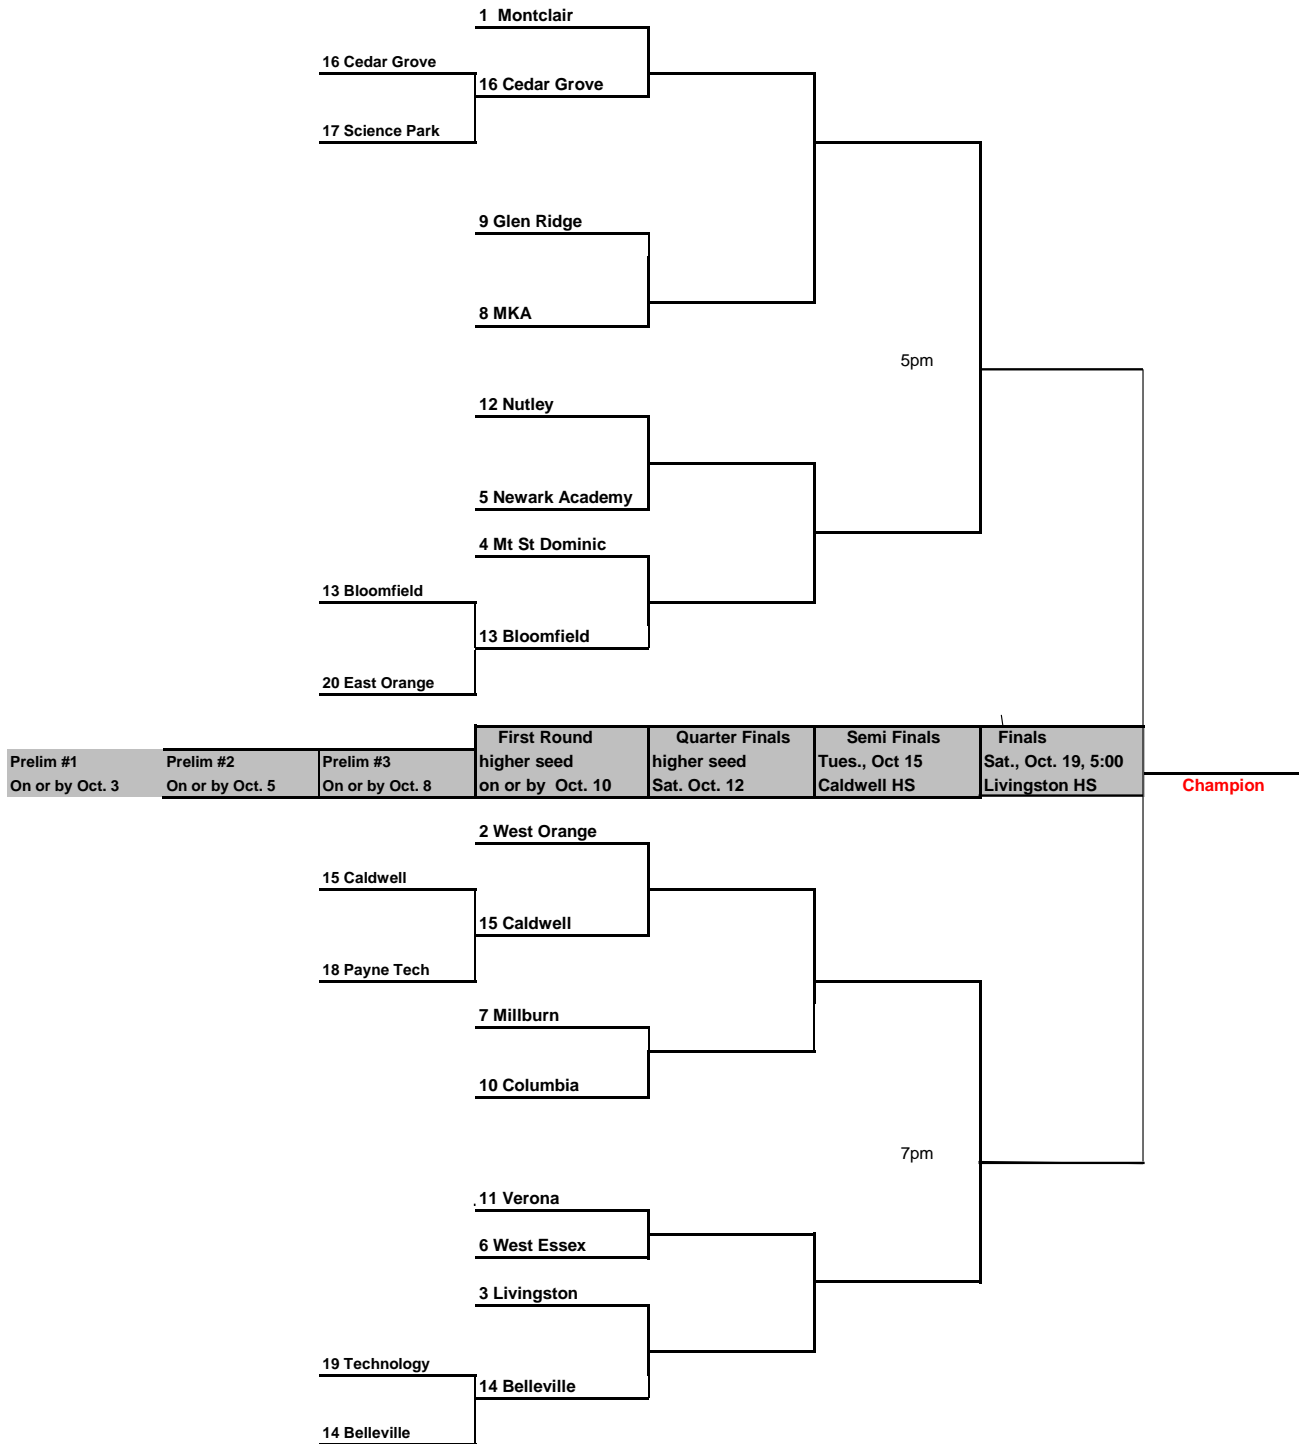 1  Montclair
16 Cedar Grove
16 Cedar Grove
17 Science Park
9 Glen Ridge
8 MKA
5pm
12 Nutley
5 Newark Academy
4 Mt St Dominic
13 Bloomfield
13 Bloomfield
20 East Orange
First Round
Quarter Finals
Semi Finals
Finals
Prelim #1
Prelim #2
Prelim #3
higher seed
higher seed
Tues., Oct 15
Sat., Oct. 19, 5:00
On or by Oct. 3
On or by Oct. 5
On or by Oct. 8
on or by  Oct. 10
Sat. Oct. 12
Caldwell HS
Livingston HS
Champion
2 West Orange
15 Caldwell
15 Caldwell
18 Payne Tech
7 Millburn
10 Columbia
7pm
11 Verona
6 West Essex
3 Livingston
19 Technology
14 Belleville
14 Belleville